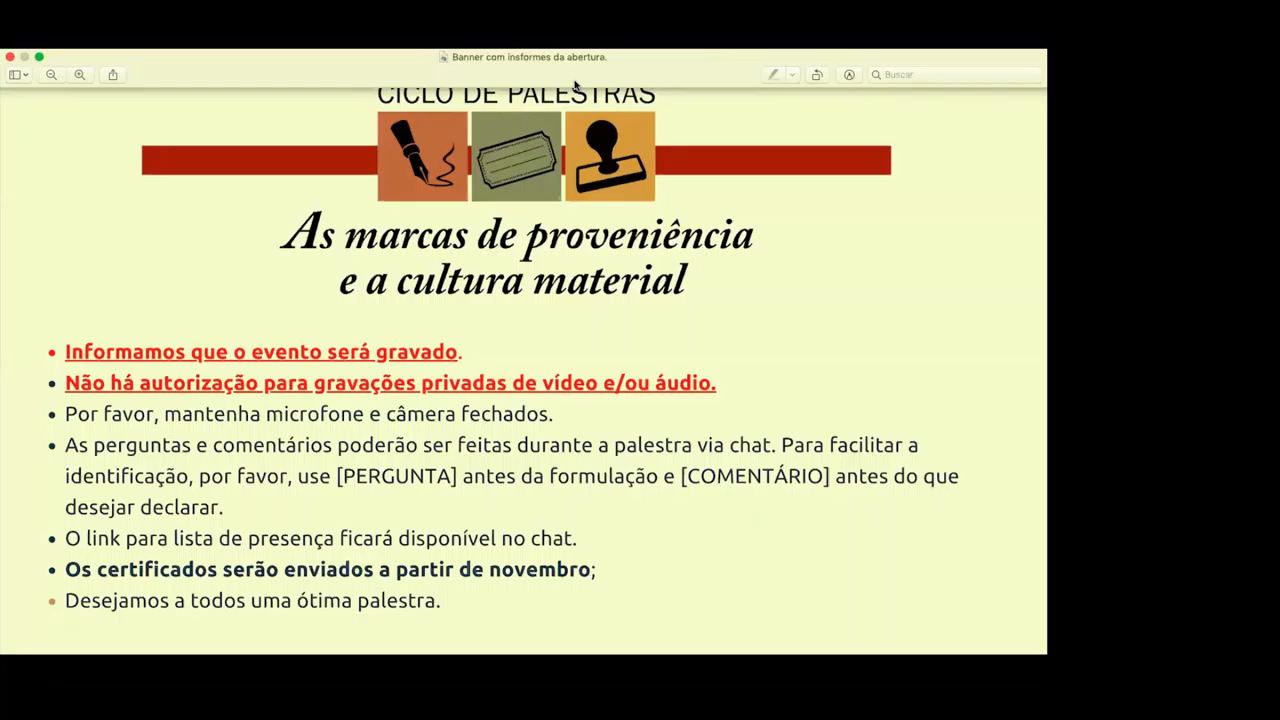 Banner com insformes da abertura.
Buscar
CICLO DE PALESTRAS
As marcas de proveniência
e a cultura material
• Informamos que o evento será gravado.
• Não há autorização para gravações privadas de vídeo e/ou áudio.
• Por favor, mantenha microfone e câmera fechados.
• As perguntas e comentários poderão ser feitas durante a palestra via chat. Para facilitar a
identificação, por favor, use [PERGUNTA] antes da formulação e [COMENTÁRIO] antes do que
desejar declarar.
• O link para lista de presença ficará disponível no chat.
• Os certificados serão enviados a partir de novembro;
• Desejamos a todos uma ótima palestra.